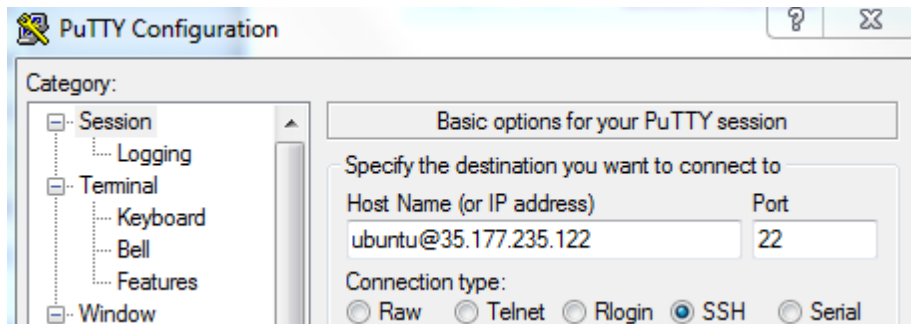 PuTTY Configuration
Category:
Session
Logging
Terminal
Keyboard
Bell
Features
Window
Basic options for your PuTTY session
Specify the destination you want to connect to
Host Name (or IP address) Port
ubuntu@35.177.235.122 22
Connection type:
Raw Telnet Rlogin SSH Serial